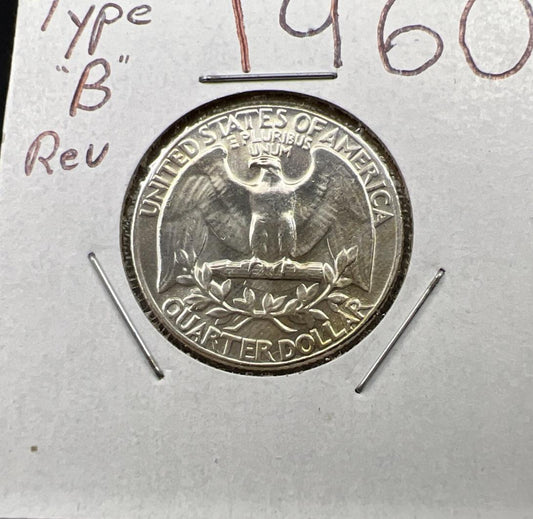 Type 1960
"B"
Rev
UNITED STATES OF AMERICA
E PLURIBUS
UNUM
QUARTER DOLLAR